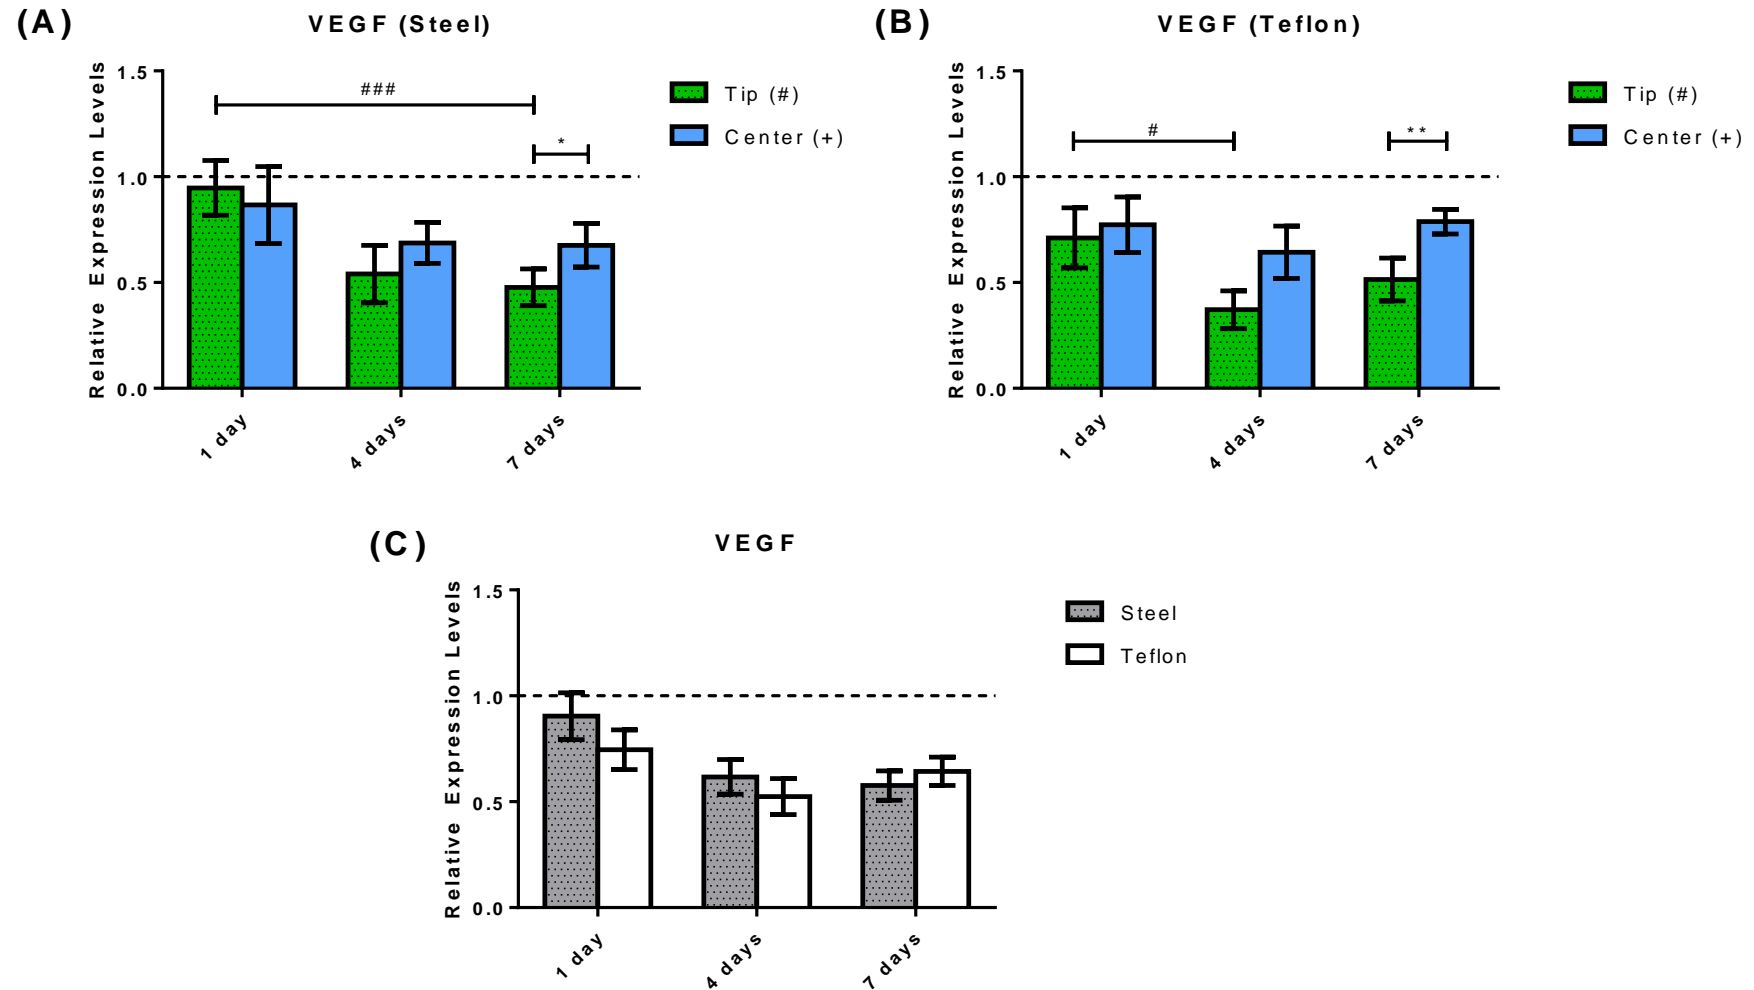 (A)
VEGF (Steel)
Relative Expression Levels
1.5
1.0
0.5
0.0
###
*
1 day
4 days
7 days
Tip (#)
Center (+)
(B)
VEGF (Teflon)
Relative Expression Levels
1.5
1.0
0.5
0.0
#
**
1 day
4 days
7 days
Tip (#)
Center (+)
(C)
VEGF
Relative Expression Levels
1.5
1.0
0.5
0.0
1 day
4 days
7 days
Steel
Teflon